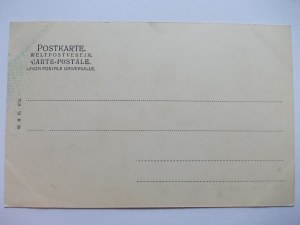 POSTKARTE.
WELTPOSTVEREIN.
CARTE-POSTALE.
UNION POSTALE UNIVERSELLE.